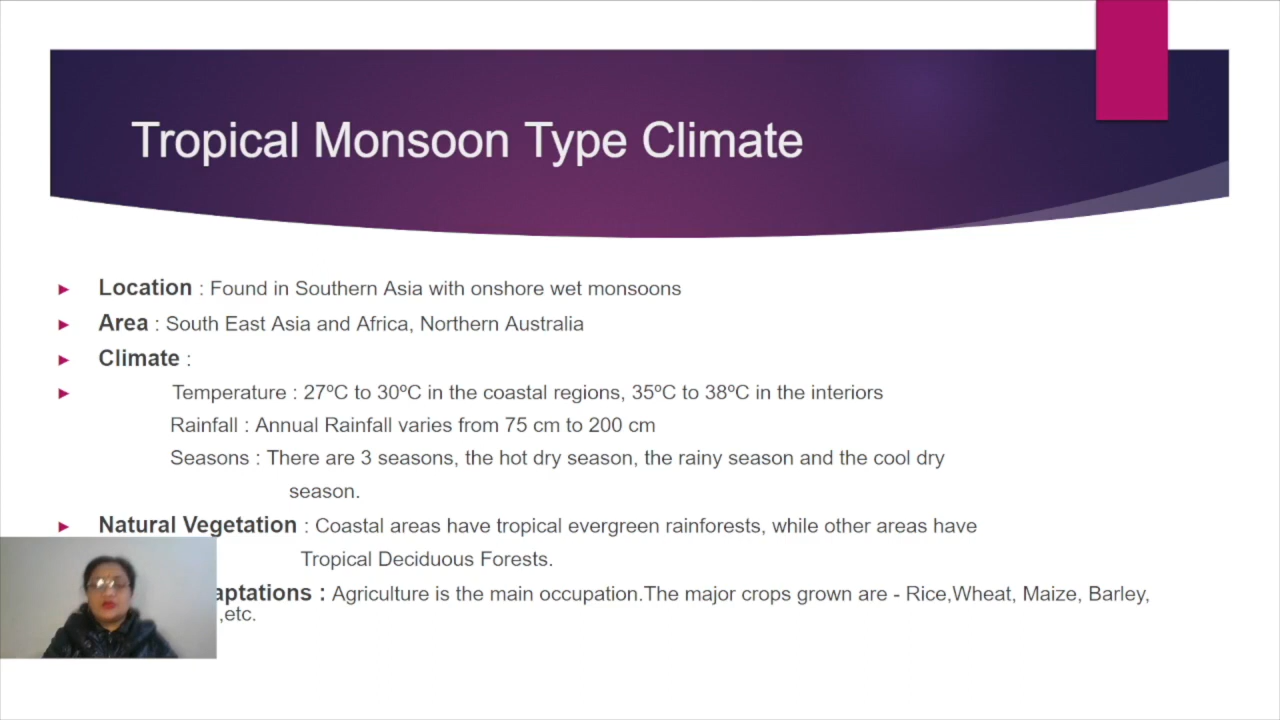 Tropical Monsoon Type Climate
Location : Found in Southern Asia with onshore wet monsoons
Area : South East Asia and Africa, Northern Australia
Climate :
Temperature : 27ºC to 30ºC in the coastal regions, 35ºC to 38ºC in the interiors
Rainfall : Annual Rainfall varies from 75 cm to 200 cm
Seasons : There are 3 seasons, the hot dry season, the rainy season and the cool dry
season.
Natural Vegetation : Coastal areas have tropical evergreen rainforests, while other areas have
Tropical Deciduous Forests.
: Agriculture is the main occupation.The major crops grown are - Rice,Wheat, Maize, Barley,
,etc.